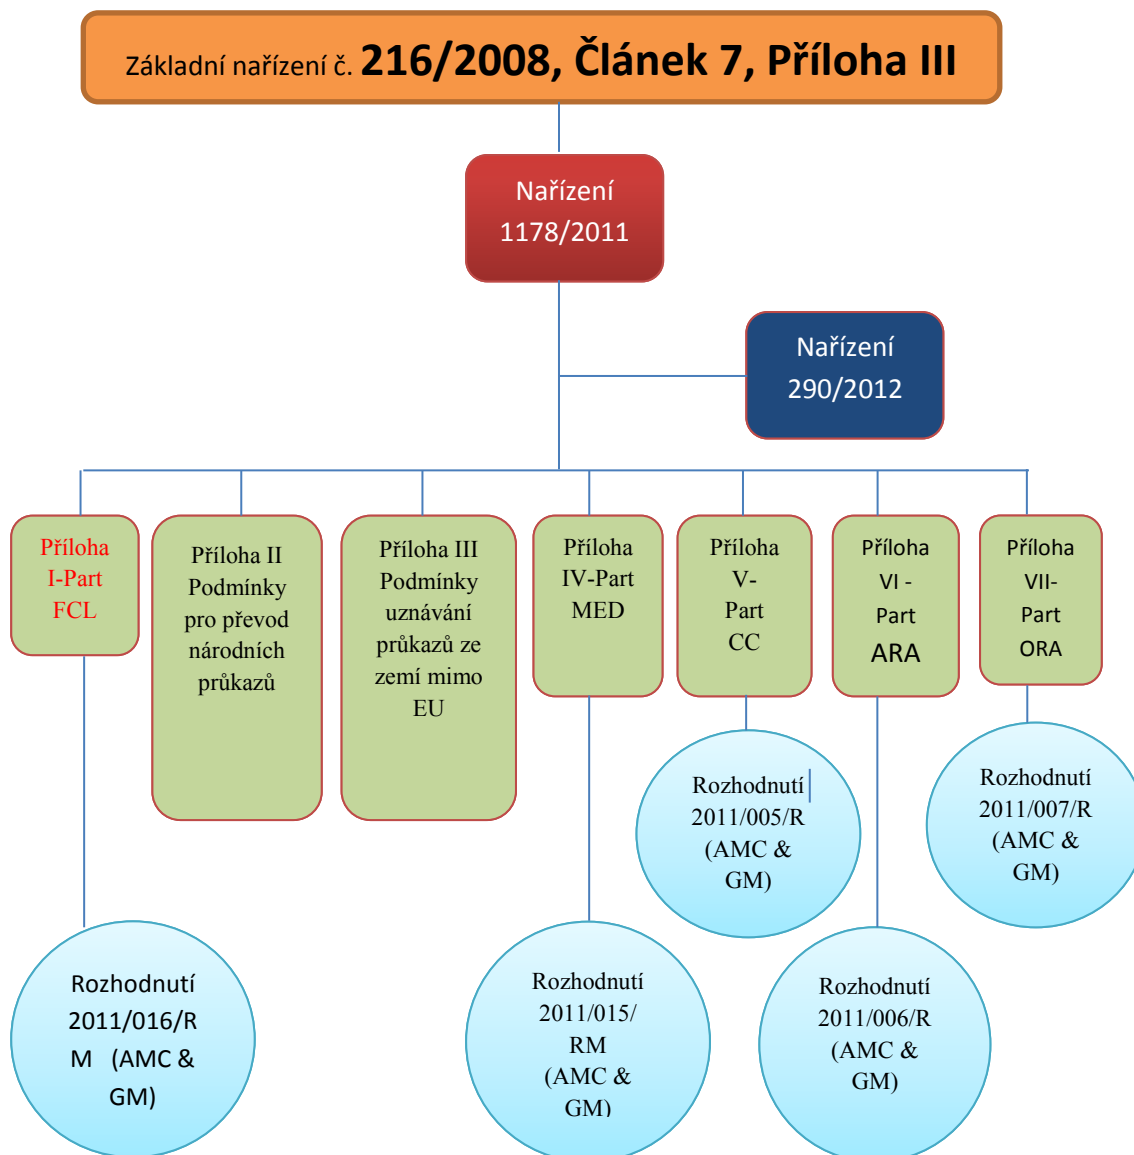 Základní nařízení č. 216/2008, Článek 7, Příloha III
Nařízení
1178/2011
Nařízení
290/2012
Příloha
I-Part
FCL
Příloha II
Podmínky
pro převod
národních
průkazů
Příloha III
Podmínky
uznávání
průkazů ze
zemí mimo
EU
Příloha
IV-Part
MED
Příloha
V-
Part
CC
Příloha
VI -
Part
ARA
Příloha
VII-
Part
ORA
Rozhodnutí
2011/005/R
(AMC &
GM)
Rozhodnutí
2011/007/R
(AMC &
GM)
Rozhodnutí
2011/016/R
M (AMC &
GM)
Rozhodnutí
2011/015/
RM
(AMC &
GM)
Rozhodnutí
2011/006/R
(AMC &
GM)